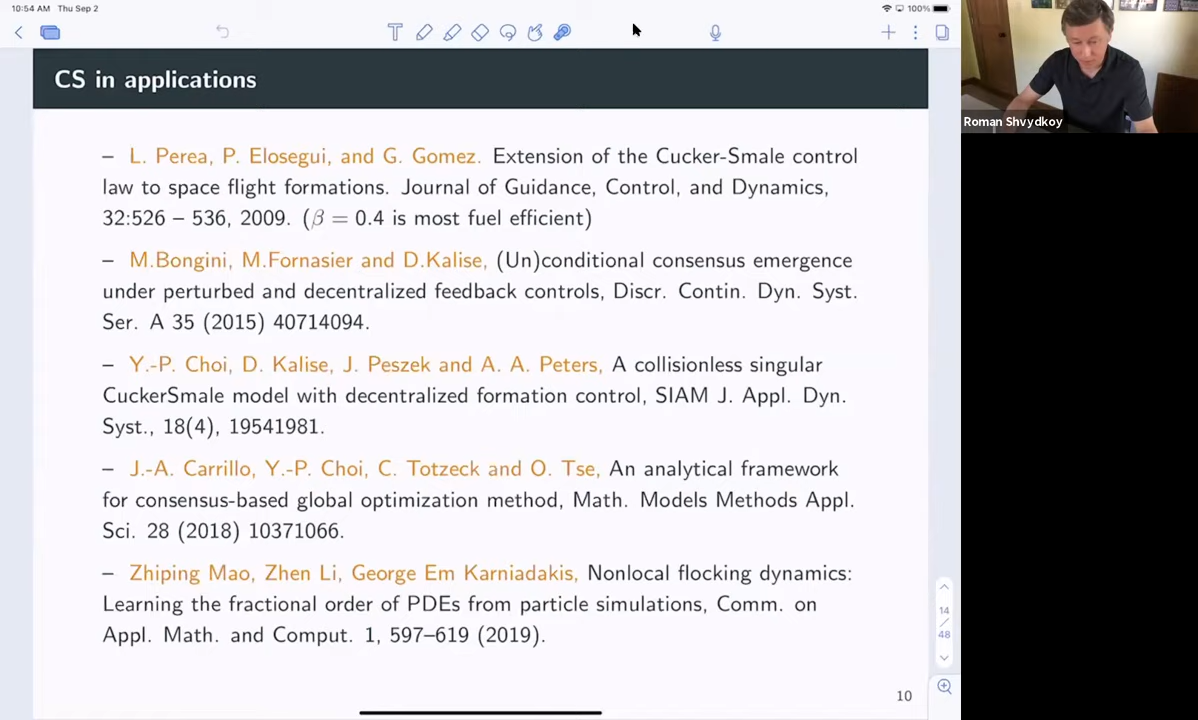 10:54 AM Thu Sep 2
100%
CS in applications
– L. Perea, P. Elosegui, and G. Gomez. Extension of the Cucker-Smale control
law to space flight formations. Journal of Guidance, Control, and Dynamics,
32:526 – 536, 2009. (β = 0.4 is most fuel efficient)
– M.Bongini, M.Fornasier and D.Kalise, (Un)conditional consensus emergence
under perturbed and decentralized feedback controls, Discr. Contin. Dyn. Syst.
Ser. A 35 (2015) 40714094.
– Y.-P. Choi, D. Kalise, J. Peszek and A. A. Peters, A collisionless singular
CuckerSmale model with decentralized formation control, SIAM J. Appl. Dyn.
Syst., 18(4), 19541981.
– J.-A. Carrillo, Y.-P. Choi, C. Totzeck and O. Tse, An analytical framework
for consensus-based global optimization method, Math. Models Methods Appl.
Sci. 28 (2018) 10371066.
– Zhiping Mao, Zhen Li, George Em Karniadakis, Nonlocal flocking dynamics:
Learning the fractional order of PDEs from particle simulations, Comm. on
Appl. Math. and Comput. 1, 597–619 (2019).
10
14
/
48
Roman Shvydkoy